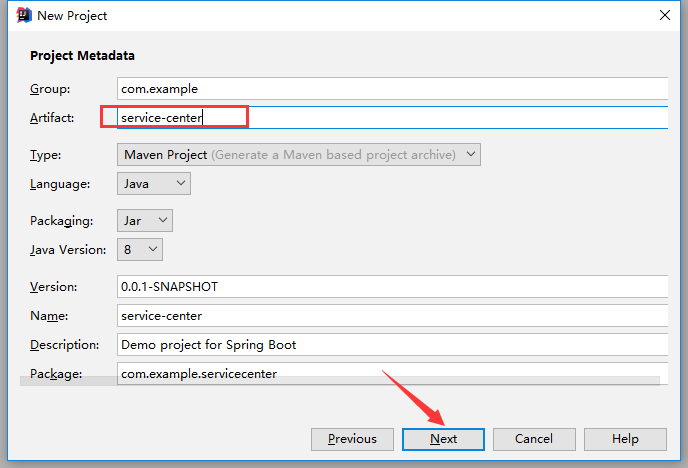 New Project
Project Metadata
Group: com.example
Artifact: service-center
Type: Maven Project (Generate a Maven based project archive)
Language: Java
Packaging: Jar
Java Version: 8
Version: 0.0.1-SNAPSHOT
Name: service-center
Description: Demo project for Spring Boot
Package: com.example.servicecenter
Previous Next Cancel Help